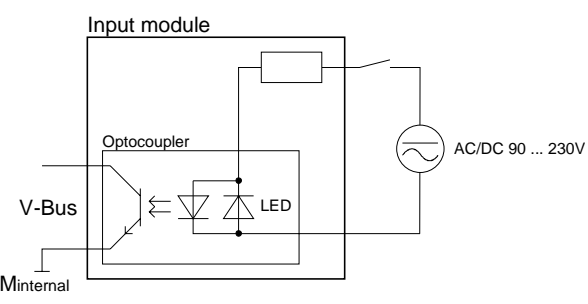 Input module
Optocoupler
AC/DC 90 ... 230V
V-Bus
LED
Minternal